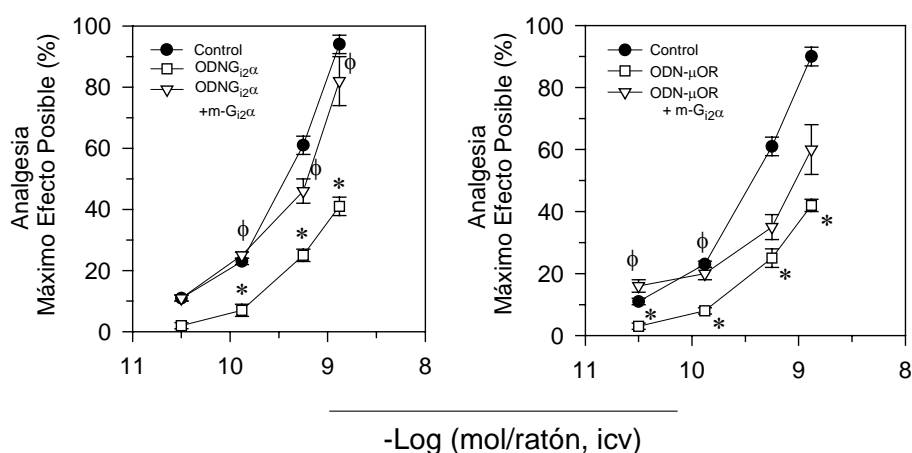 Analgesia
Máximo Efecto Posible (%)
100
80
60
40
20
0
Control
ODNGi2α
ODNGi2α
+m-Gi2α
ϕ
ϕ
ϕ
*
*
*
11
10
9
8
Analgesia
Máximo Efecto Posible (%)
100
80
60
40
20
0
Control
ODN-μOR
ODN-μOR
+ m-Gi2α
ϕ
ϕ
*
*
*
*
11
10
9
8
-Log (mol/ratón, icv)